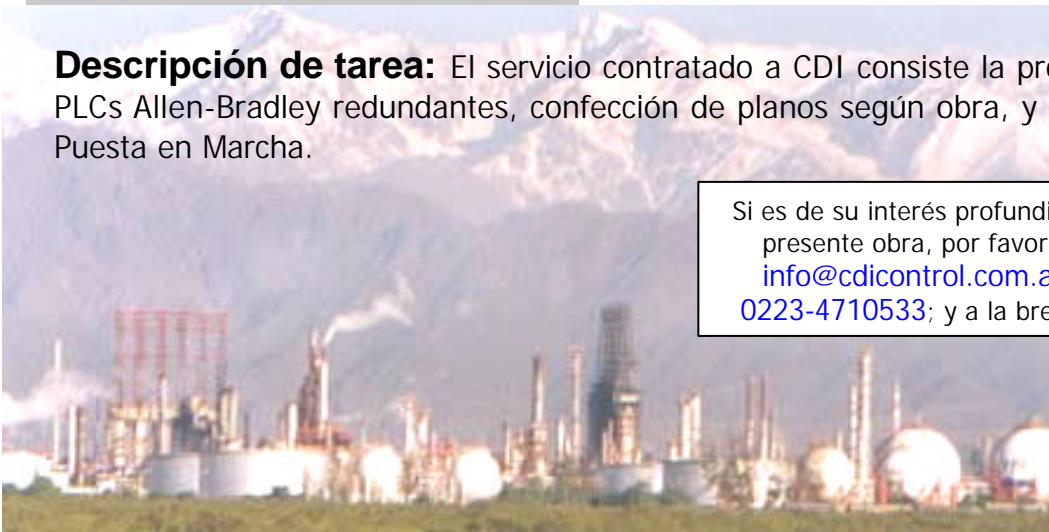 Descripción de tarea: El servicio contratado a CDI consiste la
PLCs Allen-Bradley redundantes, confección de planos según obra, y
Puesta en Marcha.
Si es de su interés
presente obra, por favor
info@cdicontrol.com.a
0223-4710533; y a la